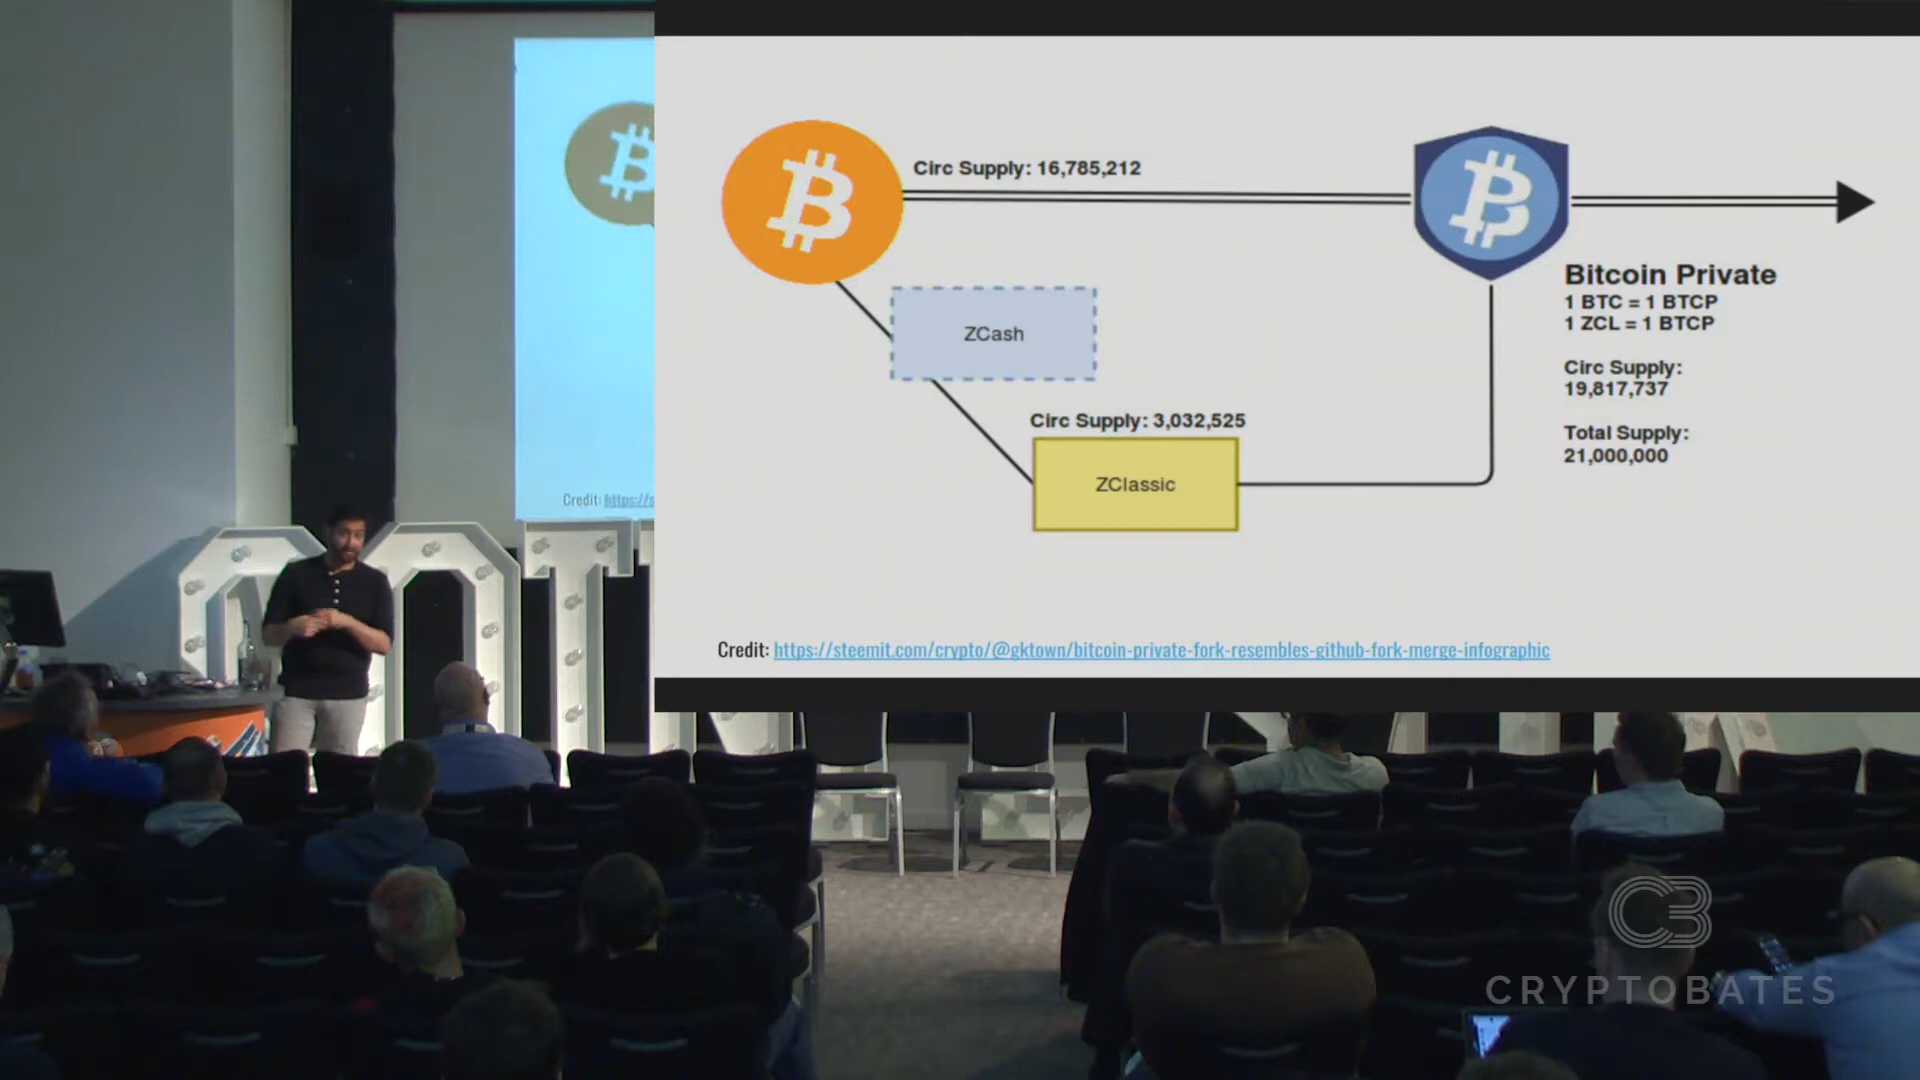 Circ Supply: 16,785,212
Bitcoin Private
1 BTC = 1 BTCP
1 ZCL = 1 BTCP
ZCash
Circ Supply:
19,817,737
Circ Supply: 3,032,525
Total Supply:
21,000,000
ZClassic
Credit: https://s
Credit: https://steemit.com/crypto/@gktown/bitcoin-private-fork-resembles-github-fork-merge-infographic
C3
CRYPTOBATES